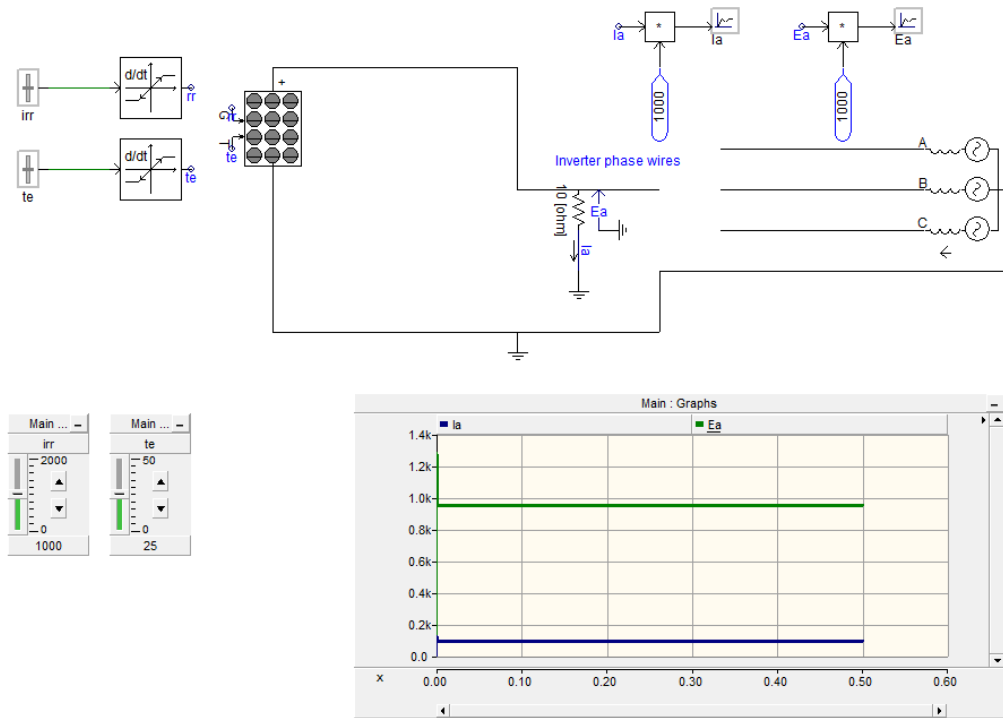 Ia
*
Ia
Ea
*
Ea
1000
1000
irr
d/dt
rr
te
d/dt
te
+
G
rr
T
te
Inverter phase wires
10 [ohm]
Ea
Ia
A
B
C
Main ...
irr
2000
0
1000
Main ...
te
50
0
25
Main : Graphs
Ia
Ea
1.4k
1.2k
1.0k
0.8k
0.6k
0.4k
0.2k
0.0
x
0.00
0.10
0.20
0.30
0.40
0.50
0.60